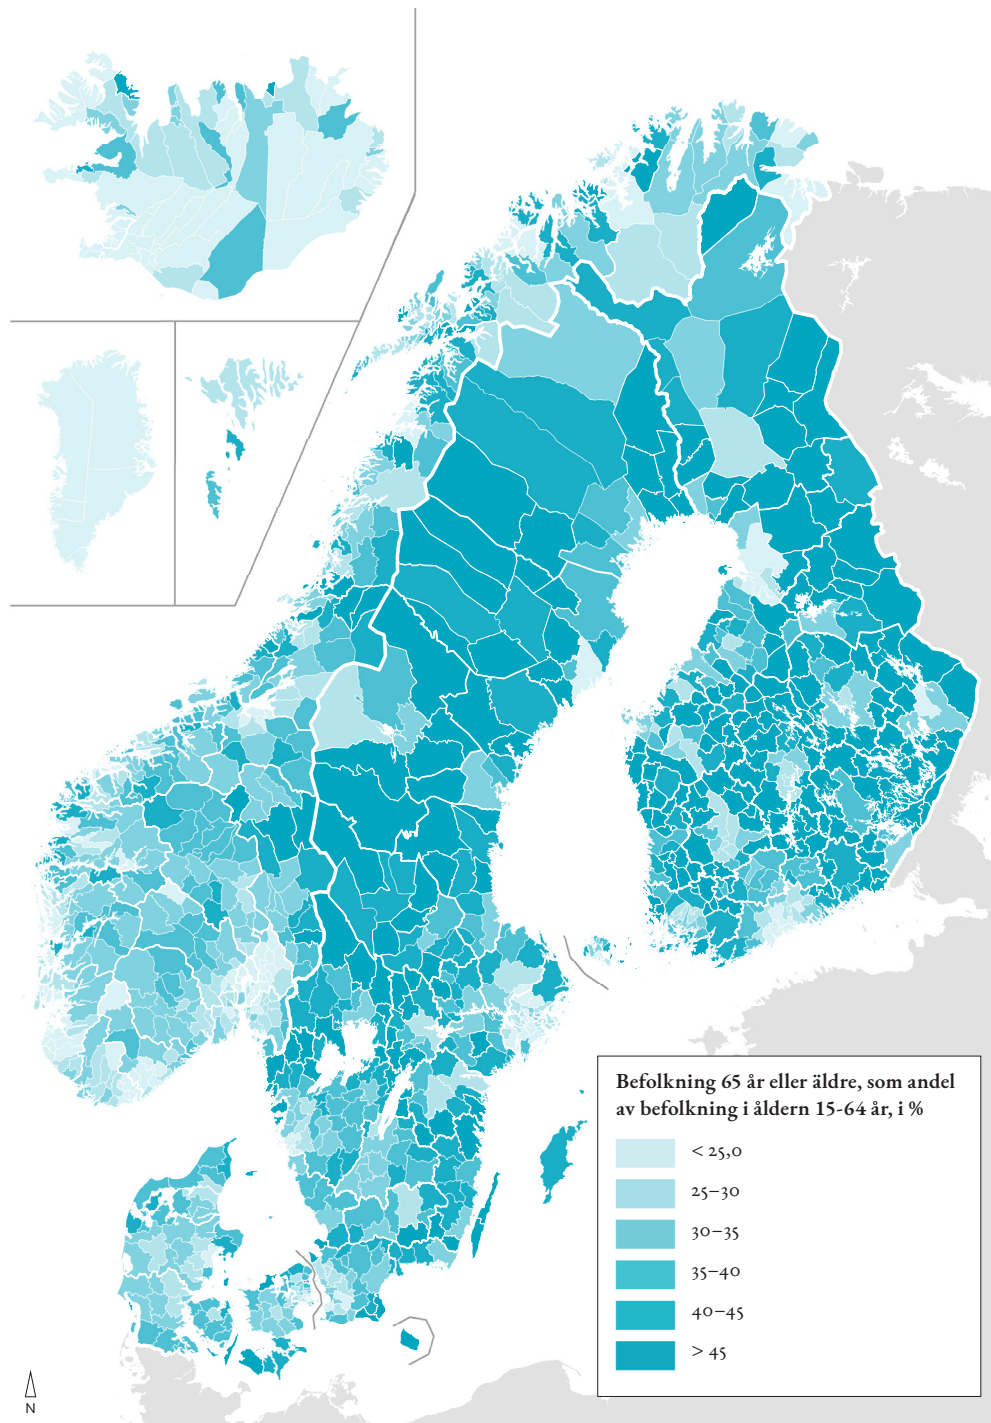 Befolkning 65 år eller äldre, som andel
av befolkning i åldern 15-64 år, i %
< 25,0
25–30
30–35
35–40
40–45
> 45
N